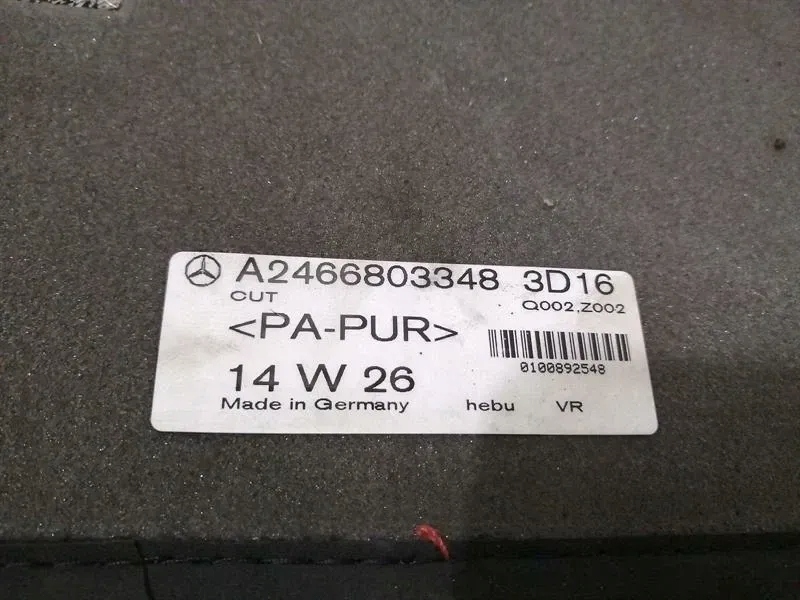 A2466803348 3D16
CUT Q002,Z002
<PA-PUR>
0100892548
14 W 26
Made in Germany hebu VR